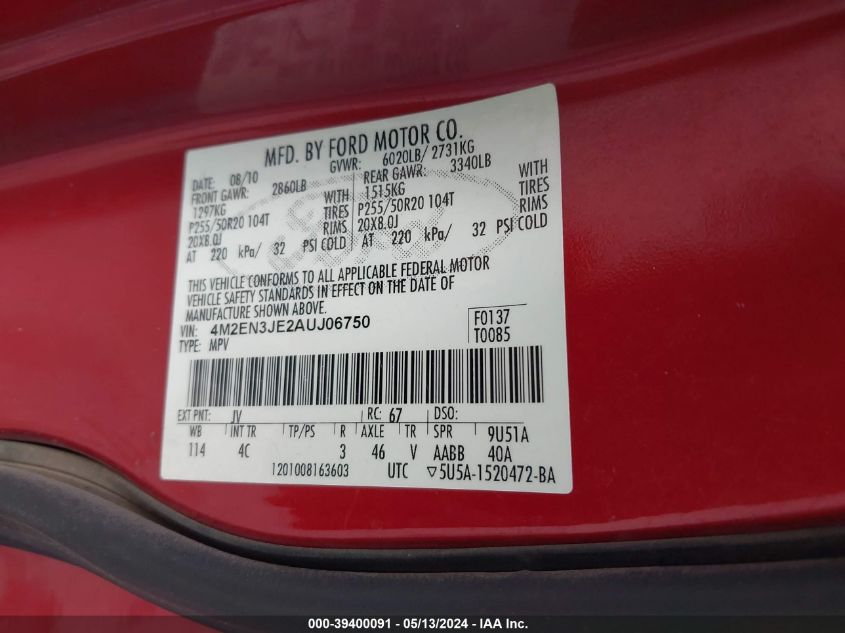 MFD. BY FORD MOTOR CO.
DATE: 08/10 GVWR: 6020LB/ 2731KG
FRONT GAWR: 2860LB REAR GAWR: 3340LB
1297KG WITH 1515KG WITH
P255/50R20 104T TIRES P255/50R20 104T TIRES
20X8.0J RIMS 20X8.0J RIMS
AT 220 kPa/ 32 PSI COLD AT 220 kPa/ 32 PSI COLD
THIS VEHICLE CONFORMS TO ALL APPLICABLE FEDERAL MOTOR
VEHICLE SAFETY STANDARDS IN EFFECT ON THE DATE OF
MANUFACTURE SHOWN ABOVE.
VIN: 4M2EN3JE2AUJ06750 F0137
TYPE: MPV T0085
EXT PNT: JV RC: 67 DSO:
WB INT TR TP/PS R AXLE TR SPR 9U51A
114 4C 3 46 V AABB 40A
1201008163603 UTC ▽5U5A-1520472-BA
000-39400091 - 05/13/2024 - IAA Inc.